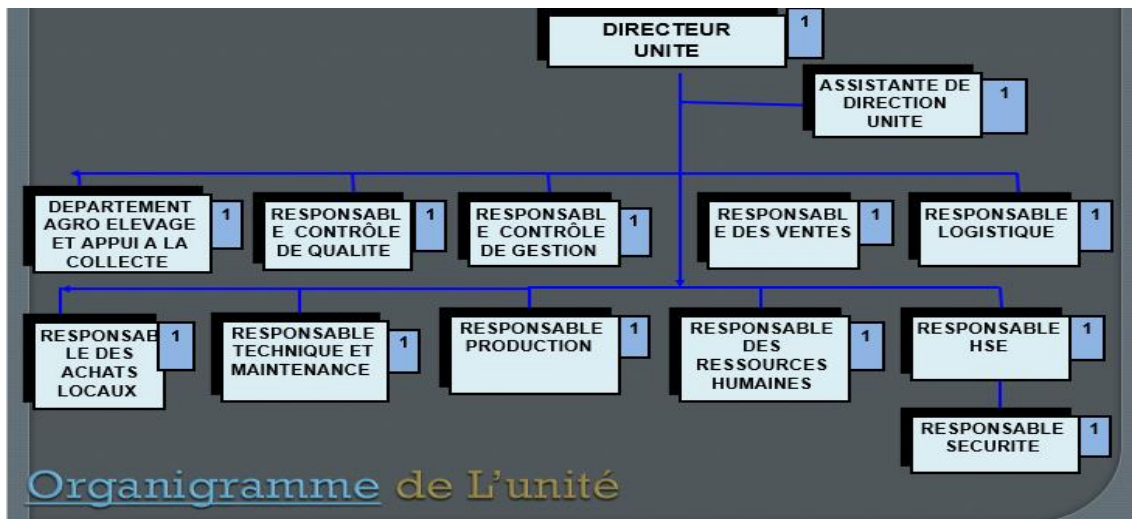 DIRECTEUR
UNITE
1
ASSISTANTE DE
DIRECTION
UNITE
1
DEPARTEMENT
AGRO ELEVAGE
ET APPUI A LA
COLLECTE
1
RESPONSABL
E CONTRÔLE
DE QUALITE
1
RESPONSABL
E CONTRÔLE
DE GESTION
1
RESPONSABL
E DES VENTES
1
RESPONSABLE
LOGISTIQUE
1
RESPONSAB
LE DES
ACHATS
LOCAUX
1
RESPONSABLE
TECHNIQUE ET
MAINTENANCE
1
RESPONSABLE
PRODUCTION
1
RESPONSABLE
DES
RESSOURCES
HUMAINES
1
RESPONSABLE
HSE
1
RESPONSABLE
SECURITE
1
Organigramme de L'unité